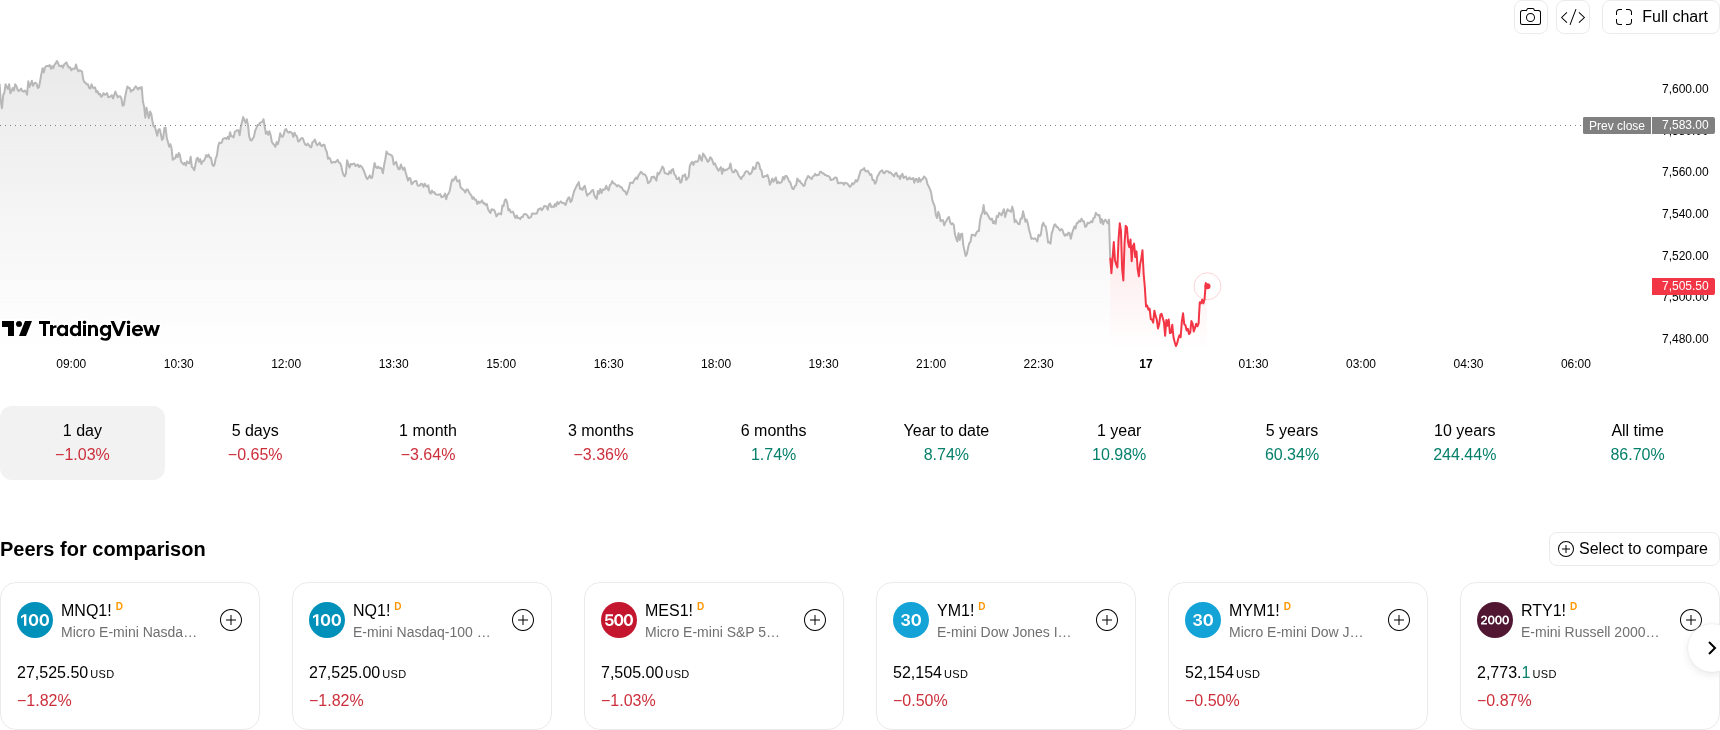 Full chart
7,600.00
Prev close 7,583.00
7,560.00
7,540.00
7,520.00
7,505.50
7,500.00
7,480.00
TradingView
09:00 10:30 12:00 13:30 15:00 16:30 18:00 19:30 21:00 22:30 17 01:30 03:00 04:30 06:00
1 day 5 days 1 month 3 months 6 months Year to date 1 year 5 years 10 years All time
−1.03% −0.65% −3.64% −3.36% 1.74% 8.74% 10.98% 60.34% 244.44% 86.70%
Peers for comparison
Select to compare
100 MNQ1! D
Micro E-mini Nasda…
27,525.50 USD
−1.82%
100 NQ1! D
E-mini Nasdaq-100 …
27,525.00 USD
−1.82%
500 MES1! D
Micro E-mini S&P 5…
7,505.00 USD
−1.03%
30 YM1! D
E-mini Dow Jones I…
52,154 USD
−0.50%
30 MYM1! D
Micro E-mini Dow J…
52,154 USD
−0.50%
2000 RTY1! D
E-mini Russell 2000…
2,773.1 USD
−0.87%